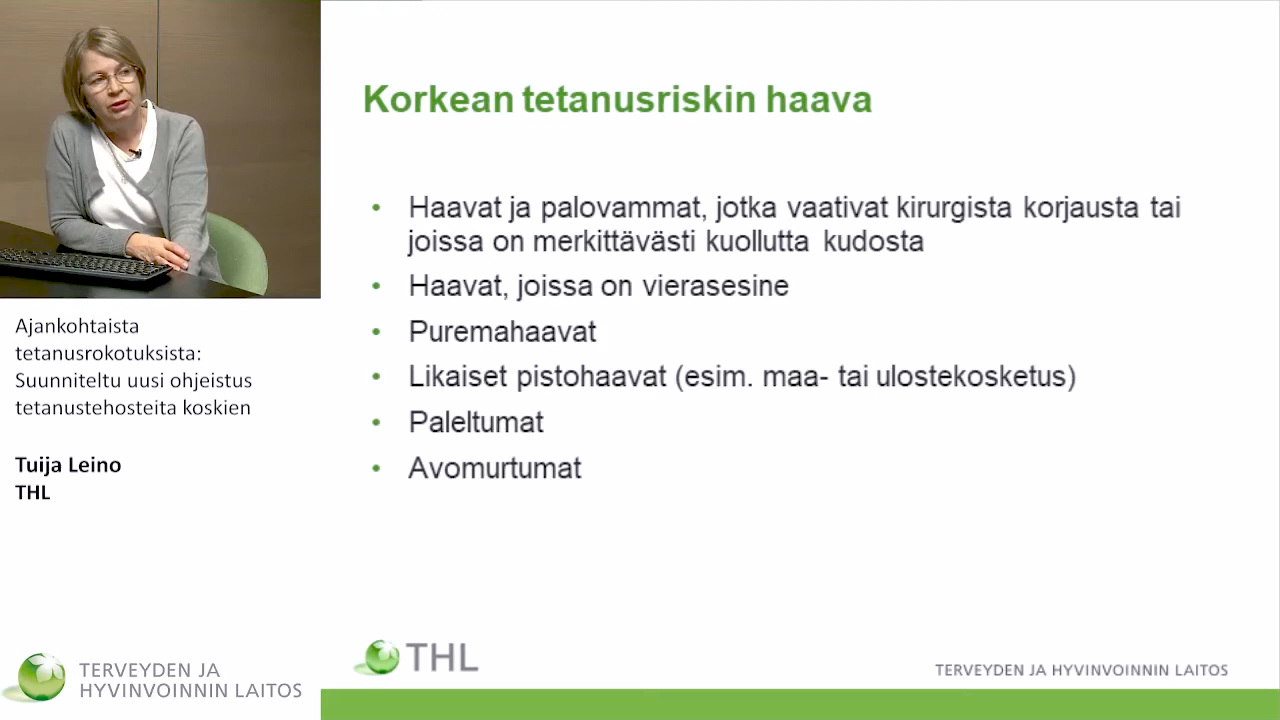 Korkean tetanusriskin haava
• Haavat ja palovammat, jotka vaativat kirurgista korjausta tai
joissa on merkittävästi kuollutta kudosta
• Haavat, joissa on vierasesine
• Puremahaavat
• Likaiset pistohaavat (esim. maa- tai ulostekosketus)
• Paleltumat
• Avomurtumat
Ajankohtaista
tetanusrokotuksista:
Suunniteltu uusi ohjeistus
tetanustehosteita koskien
Tuija Leino
THL
TERVEYDEN JA
HYVINVOINNIN LAITOS
THL
TERVEYDEN JA HYVINVOINNIN LAITOS